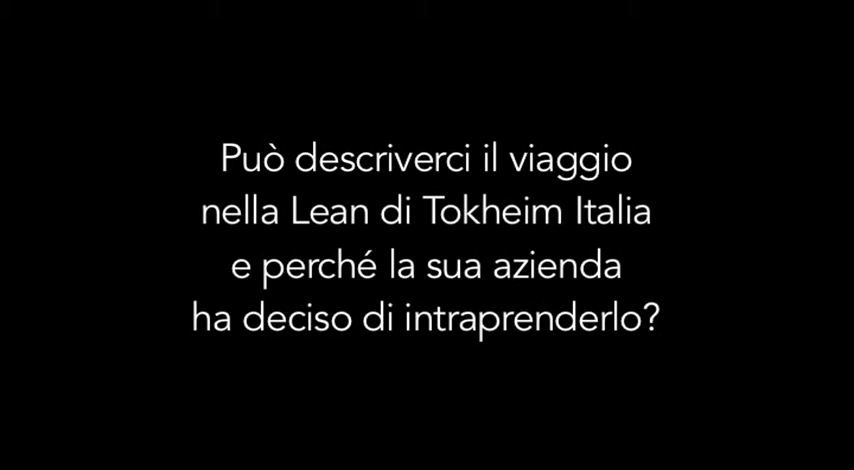 Può descriverci il viaggio
nella Lean di Tokheim Italia
e perché la sua azienda
ha deciso di intraprenderlo?